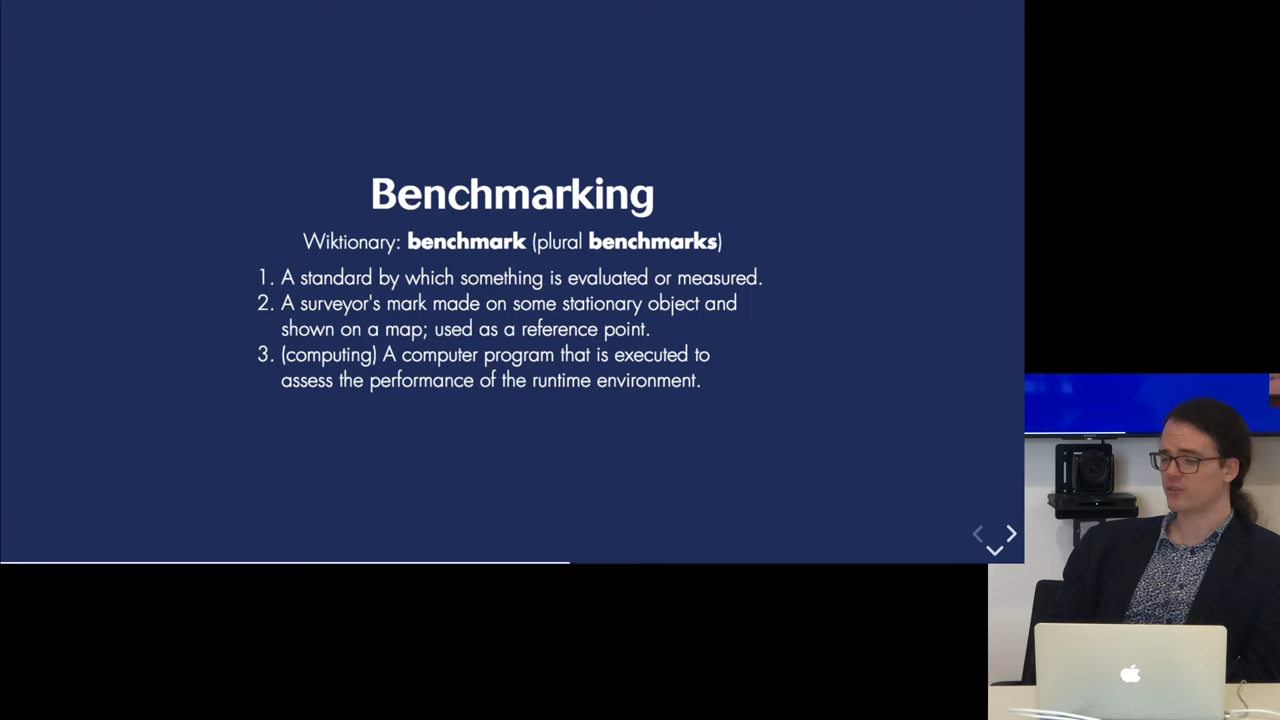 Benchmarking
Wiktionary: benchmark (plural benchmarks)
1. A standard by which something is evaluated or measured.
2. A surveyor's mark made on some stationary object and
shown on a map; used as a reference point.
3. (computing) A computer program that is executed to
assess the performance of the runtime environment.